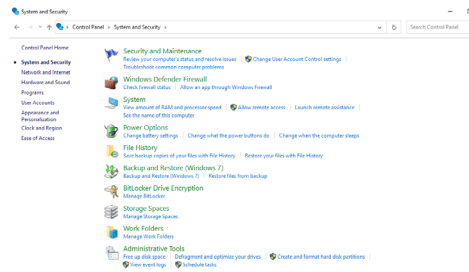 System and Security
Control Panel > System and Security >
Search Control Panel
Control Panel Home
System and Security
Network and Internet
Hardware and Sound
Programs
User Accounts
Appearance and
Personalization
Clock and Region
Ease of Access
Security and Maintenance
Review your computer's status and resolve issues | Change User Account Control settings |
Troubleshoot common computer problems
Windows Defender Firewall
Check firewall status | Allow an app through Windows Firewall
System
View amount of RAM and processor speed | Allow remote access | Launch remote assistance |
See the name of this computer
Power Options
Change battery settings | Change what the power buttons do | Change when the computer sleeps
File History
Save backup copies of your files with File History | Restore your files with File History
Backup and Restore (Windows 7)
Backup and Restore (Windows 7) | Restore files from backup
BitLocker Drive Encryption
Manage BitLocker
Storage Spaces
Manage Storage Spaces
Work Folders
Manage Work Folders
Administrative Tools
Free up disk space | Defragment and optimize your drives | Create and format hard disk partitions |
View event logs | Schedule tasks